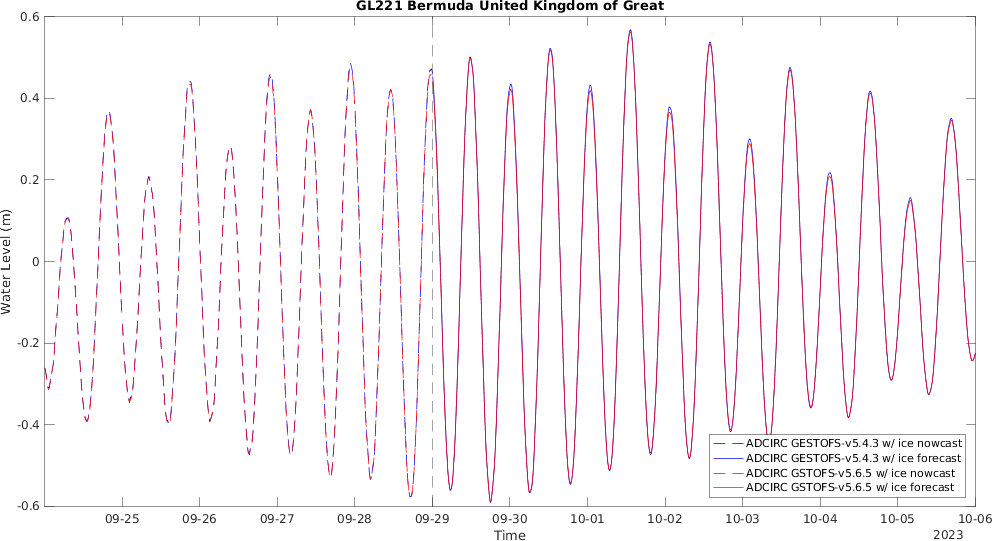 GL221 Bermuda United Kingdom of Great
0.6
0.4
0.2
0
-0.2
-0.4
-0.6
Water Level (m)
ADCIRC GESTOFS-v5.4.3 w/ ice nowcast
ADCIRC GESTOFS-v5.4.3 w/ ice forecast
ADCIRC GSTOFS-v5.6.5 w/ ice nowcast
ADCIRC GSTOFS-v5.6.5 w/ ice forecast
09-25 09-26 09-27 09-28 09-29 09-30 10-01 10-02 10-03 10-04 10-05 10-06
Time
2023